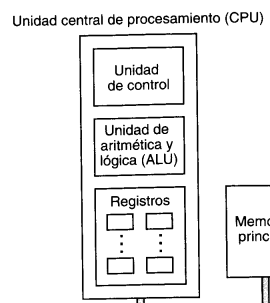 Unidad central de procesamiento (CPU)
Unidad
de control
Unidad de
aritmética y
lógica (ALU)
Registros